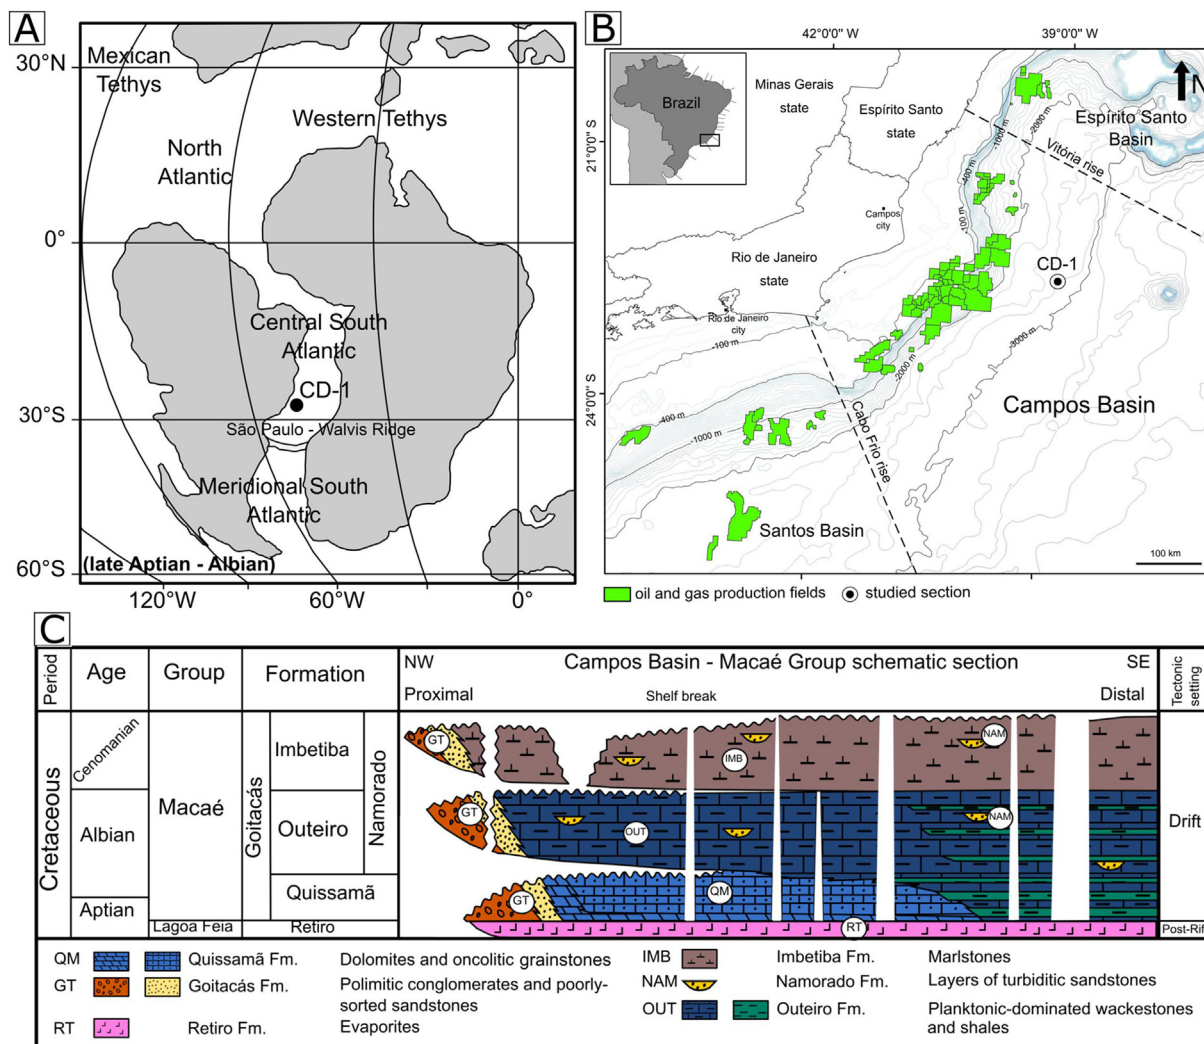 A
Mexican
Tethys
Western Tethys
North
Atlantic
Central South
Atlantic
CD-1
São Paulo - Walvis Ridge
Meridional South
Atlantic
(late Aptian - Albian)
30°N
0°
30°S
60°S
120°W
60°W
0°
B
42°0'0" W
39°0'0" W
21°0'0" S
24°0'0" S
N
Brazil
Minas Gerais
state
Espírito Santo
state
Espírito Santo
Basin
Vitória rise
Campos
city
Rio de Janeiro
state
Rio de Janeiro
city
CD-1
Campos Basin
Cabo Frio rise
Santos Basin
-100 m
-400 m
-1000 m
-2000 m
-3000 m
-100 m
-400 m
-1000 m
-2000 m
100 km
oil and gas production fields
studied section
C
Period
Age
Group
Formation
NW
Campos Basin - Macaé Group schematic section
SE
Proximal
Shelf break
Distal
Tectonic
setting
Cretaceous
Cenomanian
Albian
Aptian
Macaé
Lagoa Feia
Goitacás
Imbetiba
Outeiro
Namorado
Quissamã
Retiro
GT
IMB
NAM
GT
OUT
NAM
GT
QM
RT
Drift
Post-Rift
QM
Quissamã Fm.
Dolomites and oncolitic grainstones
GT
Goitacás Fm.
Polimitic conglomerates and poorly-
sorted sandstones
RT
Retiro Fm.
Evaporites
IMB
Imbetiba Fm.
Marlstones
NAM
Namorado Fm.
Layers of turbiditic sandstones
OUT
Outeiro Fm.
Planktonic-dominated wackestones
and shales